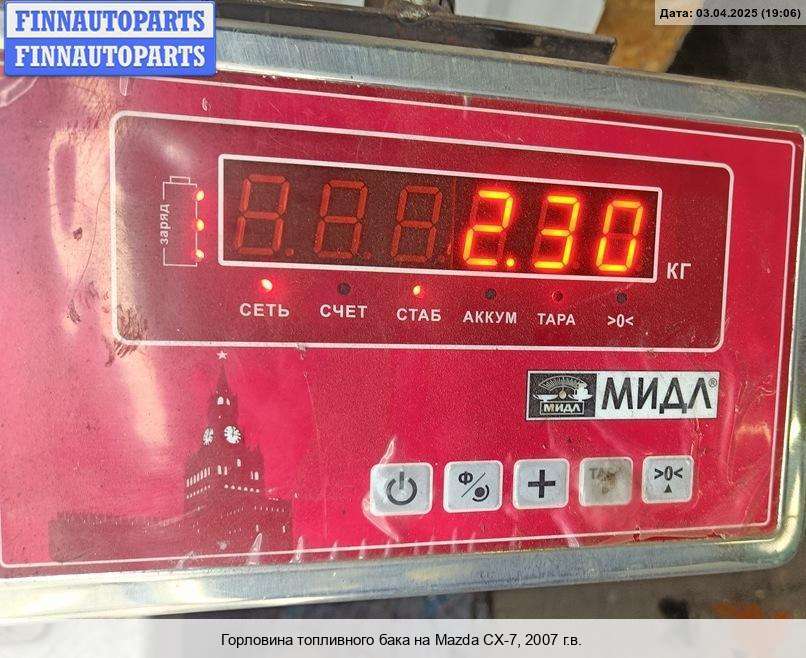 FINNAUTOPARTS
FINNAUTOPARTS
Дата: 03.04.2025 (19:06)
заряд
2.30
КГ
СЕТЬ СЧЕТ СТАБ АККУМ ТАРА >0<
МИДЛ МИДЛ®
Ф >0<
Горловина топливного бака на Mazda CX-7, 2007 г.в.